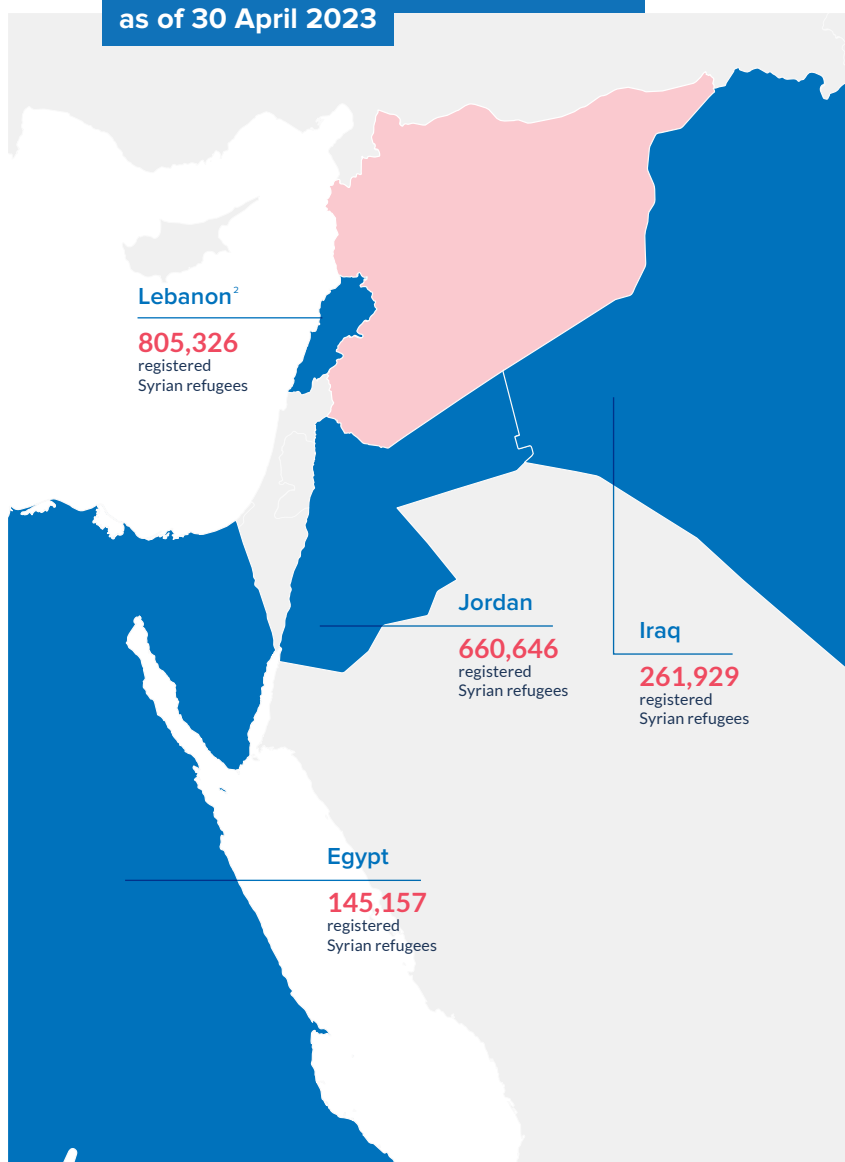 as of 30 April 2023
Lebanon²
805,326
registered
Syrian refugees
Jordan
660,646
registered
Syrian refugees
Iraq
261,929
registered
Syrian refugees
Egypt
145,157
registered
Syrian refugees